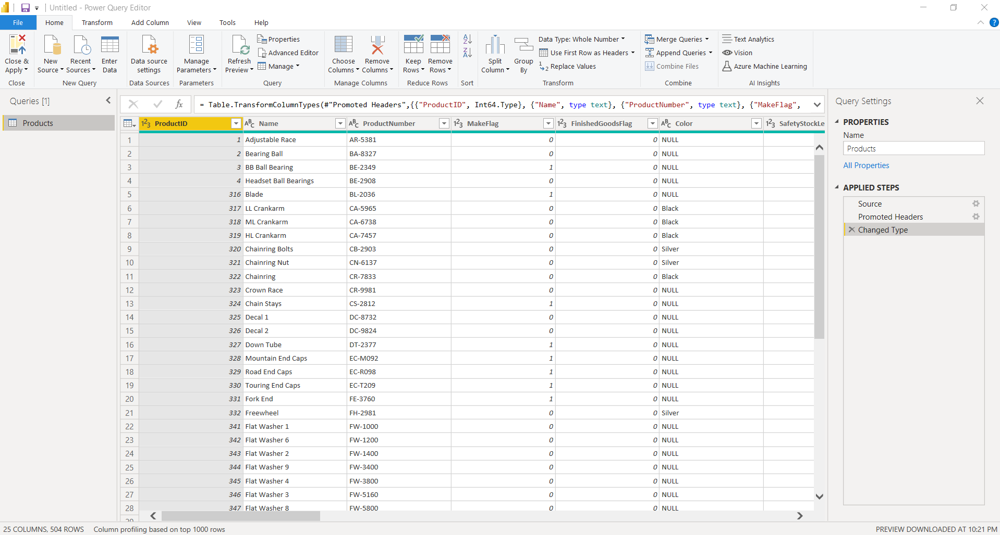 Untitled - Power Query Editor
File Home Transform Add Column View Tools Help
Close & Apply
Close
New Source
Recent Sources
Enter Data
New Query
Data source settings
Data Sources
Manage Parameters
Parameters
Refresh Preview
Properties
Advanced Editor
Manage
Query
Choose Columns
Remove Columns
Manage Columns
Keep Rows
Remove Rows
Reduce Rows
Sort
Split Column
Group By
Data Type: Whole Number
Use First Row as Headers
Replace Values
Transform
Merge Queries
Append Queries
Combine Files
Combine
Text Analytics
Vision
Azure Machine Learning
AI Insights
Queries [1]
Products
= Table.TransformColumnTypes(#"Promoted Headers",{{"ProductID", Int64.Type}, {"Name", type text}, {"ProductNumber", type text}, {"MakeFlag",
ProductID Name ProductNumber MakeFlag FinishedGoodsFlag Color SafetyStockLe
1 1 Adjustable Race AR-5381 0 0 NULL
2 2 Bearing Ball BA-8327 0 0 NULL
3 3 BB Ball Bearing BE-2349 1 0 NULL
4 4 Headset Ball Bearings BE-2908 0 0 NULL
5 316 Blade BL-2036 1 0 NULL
6 317 LL Crankarm CA-5965 0 0 Black
7 318 ML Crankarm CA-6738 0 0 Black
8 319 HL Crankarm CA-7457 0 0 Black
9 320 Chainring Bolts CB-2903 0 0 Silver
10 321 Chainring Nut CN-6137 0 0 Silver
11 322 Chainring CR-7833 0 0 Black
12 323 Crown Race CR-9981 0 0 NULL
13 324 Chain Stays CS-2812 1 0 NULL
14 325 Decal 1 DC-8732 0 0 NULL
15 326 Decal 2 DC-9824 0 0 NULL
16 327 Down Tube DT-2377 1 0 NULL
17 328 Mountain End Caps EC-M092 1 0 NULL
18 329 Road End Caps EC-R098 1 0 NULL
19 330 Touring End Caps EC-T209 1 0 NULL
20 331 Fork End FE-3760 1 0 NULL
21 332 Freewheel FH-2981 0 0 Silver
22 341 Flat Washer 1 FW-1000 0 0 NULL
23 342 Flat Washer 6 FW-1200 0 0 NULL
24 343 Flat Washer 2 FW-1400 0 0 NULL
25 344 Flat Washer 9 FW-3400 0 0 NULL
26 345 Flat Washer 4 FW-3800 0 0 NULL
27 346 Flat Washer 3 FW-5160 0 0 NULL
28 347 Flat Washer 8 FW-5800 0 0 NULL
29
Query Settings
PROPERTIES
Name
Products
All Properties
APPLIED STEPS
Source
Promoted Headers
Changed Type
25 COLUMNS, 504 ROWS Column profiling based on top 1000 rows
PREVIEW DOWNLOADED AT 10:21 PM